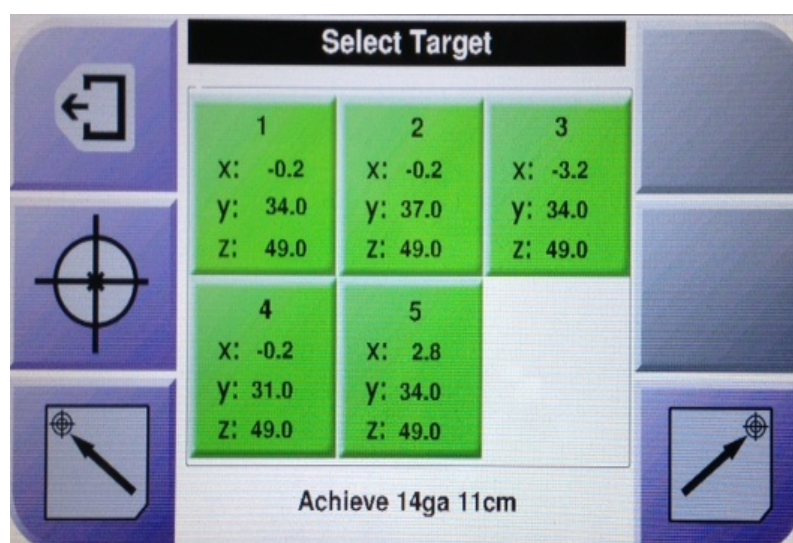 Select Target
1 2 3
x: -0.2 x: -0.2 x: -3.2
y: 34.0 y: 37.0 y: 34.0
z: 49.0 z: 49.0 z: 49.0
4 5
x: -0.2 x: 2.8
y: 31.0 y: 34.0
z: 49.0 z: 49.0
Achieve 14ga 11cm